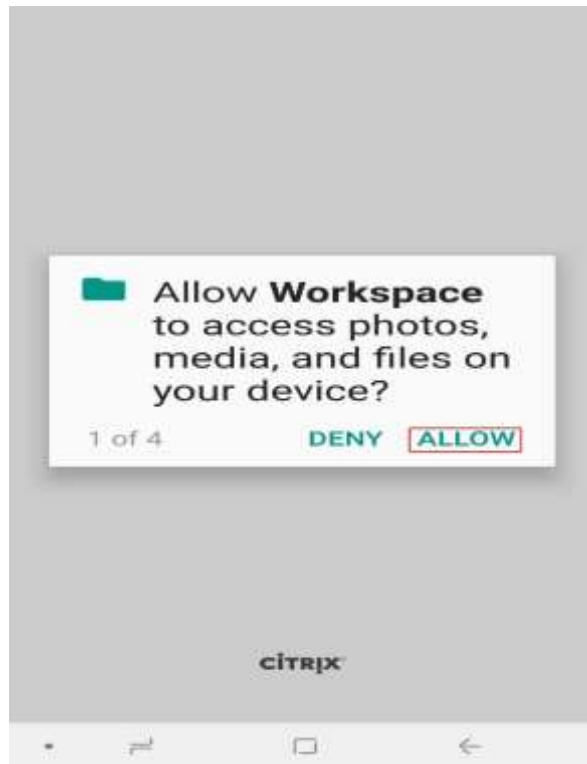 Allow Workspace
to access photos,
media, and files on
your device?
1 of 4 DENY ALLOW
CITRIX